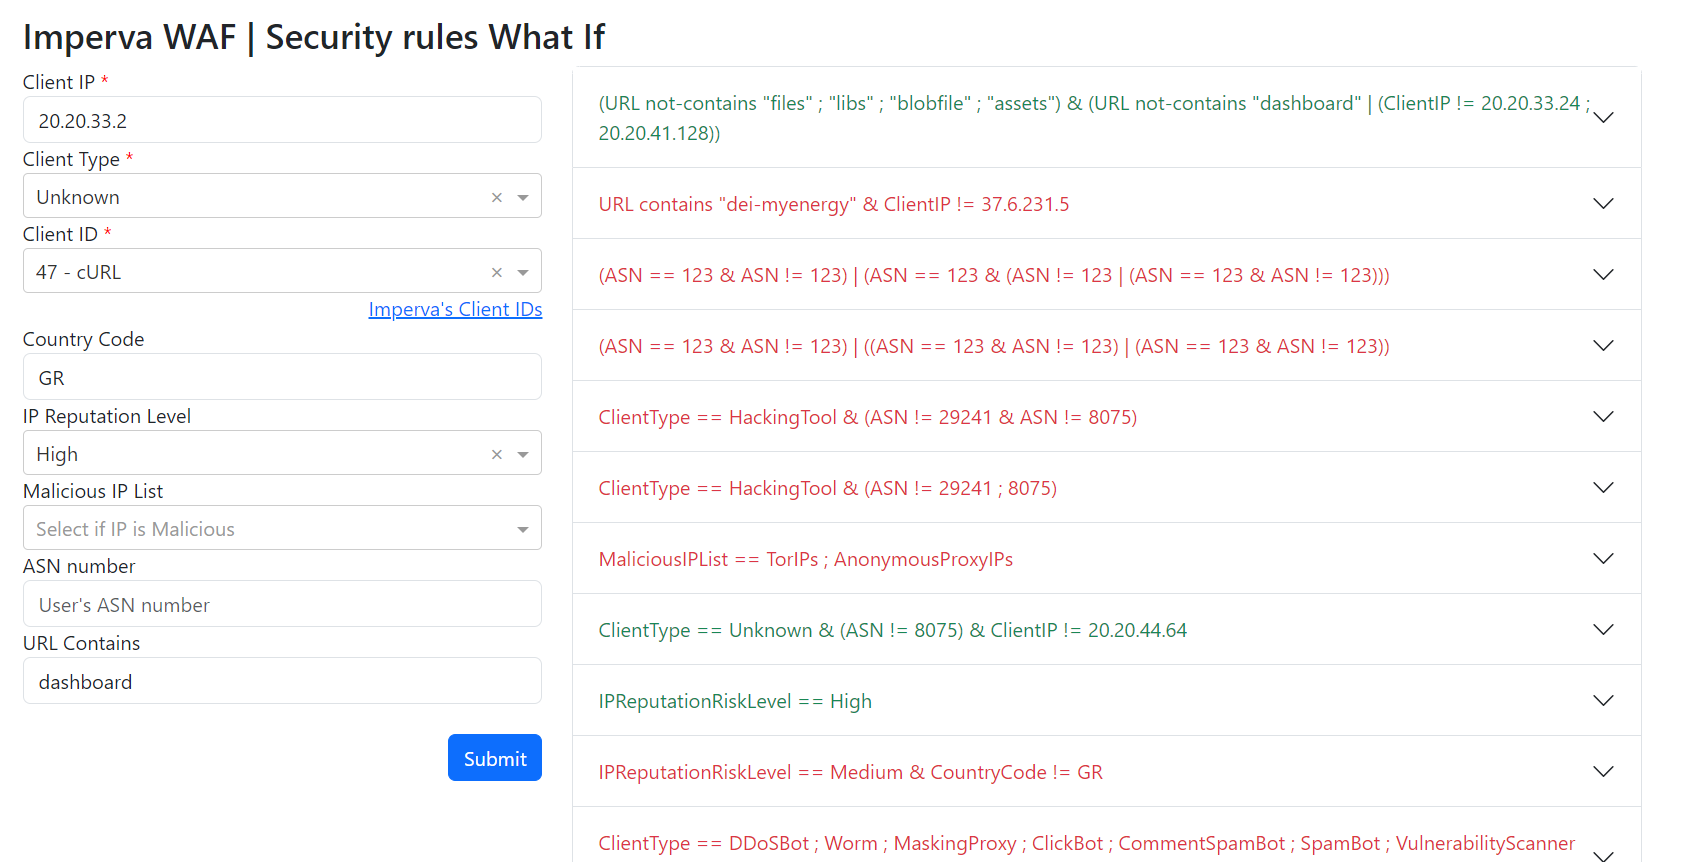 Imperva WAF | Security rules What If
Client IP *
20.20.33.2
Client Type *
Unknown
Client ID *
47 - cURL
Imperva's Client IDs
Country Code
GR
IP Reputation Level
High
Malicious IP List
Select if IP is Malicious
ASN number
User's ASN number
URL Contains
dashboard
Submit
(URL not-contains "files" ; "libs" ; "blobfile" ; "assets") & (URL not-contains "dashboard" | (ClientIP != 20.20.33.24 ;
20.20.41.128))
URL contains "dei-myenergy" & ClientIP != 37.6.231.5
(ASN == 123 & ASN != 123) | (ASN == 123 & (ASN != 123 | (ASN == 123 & ASN != 123)))
(ASN == 123 & ASN != 123) | ((ASN == 123 & ASN != 123) | (ASN == 123 & ASN != 123))
ClientType == HackingTool & (ASN != 29241 & ASN != 8075)
ClientType == HackingTool & (ASN != 29241 ; 8075)
MaliciousIPList == TorIPs ; AnonymousProxyIPs
ClientType == Unknown & (ASN != 8075) & ClientIP != 20.20.44.64
IPReputationRiskLevel == High
IPReputationRiskLevel == Medium & CountryCode != GR
ClientType == DDoSBot ; Worm ; MaskingProxy ; ClickBot ; CommentSpamBot ; SpamBot ; VulnerabilityScanner